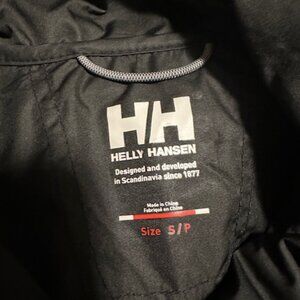 HH
HELLY HANSEN
Designed and developed
in Scandinavia since 1877
Made in China
Fabriqué en Chine
Size S/P